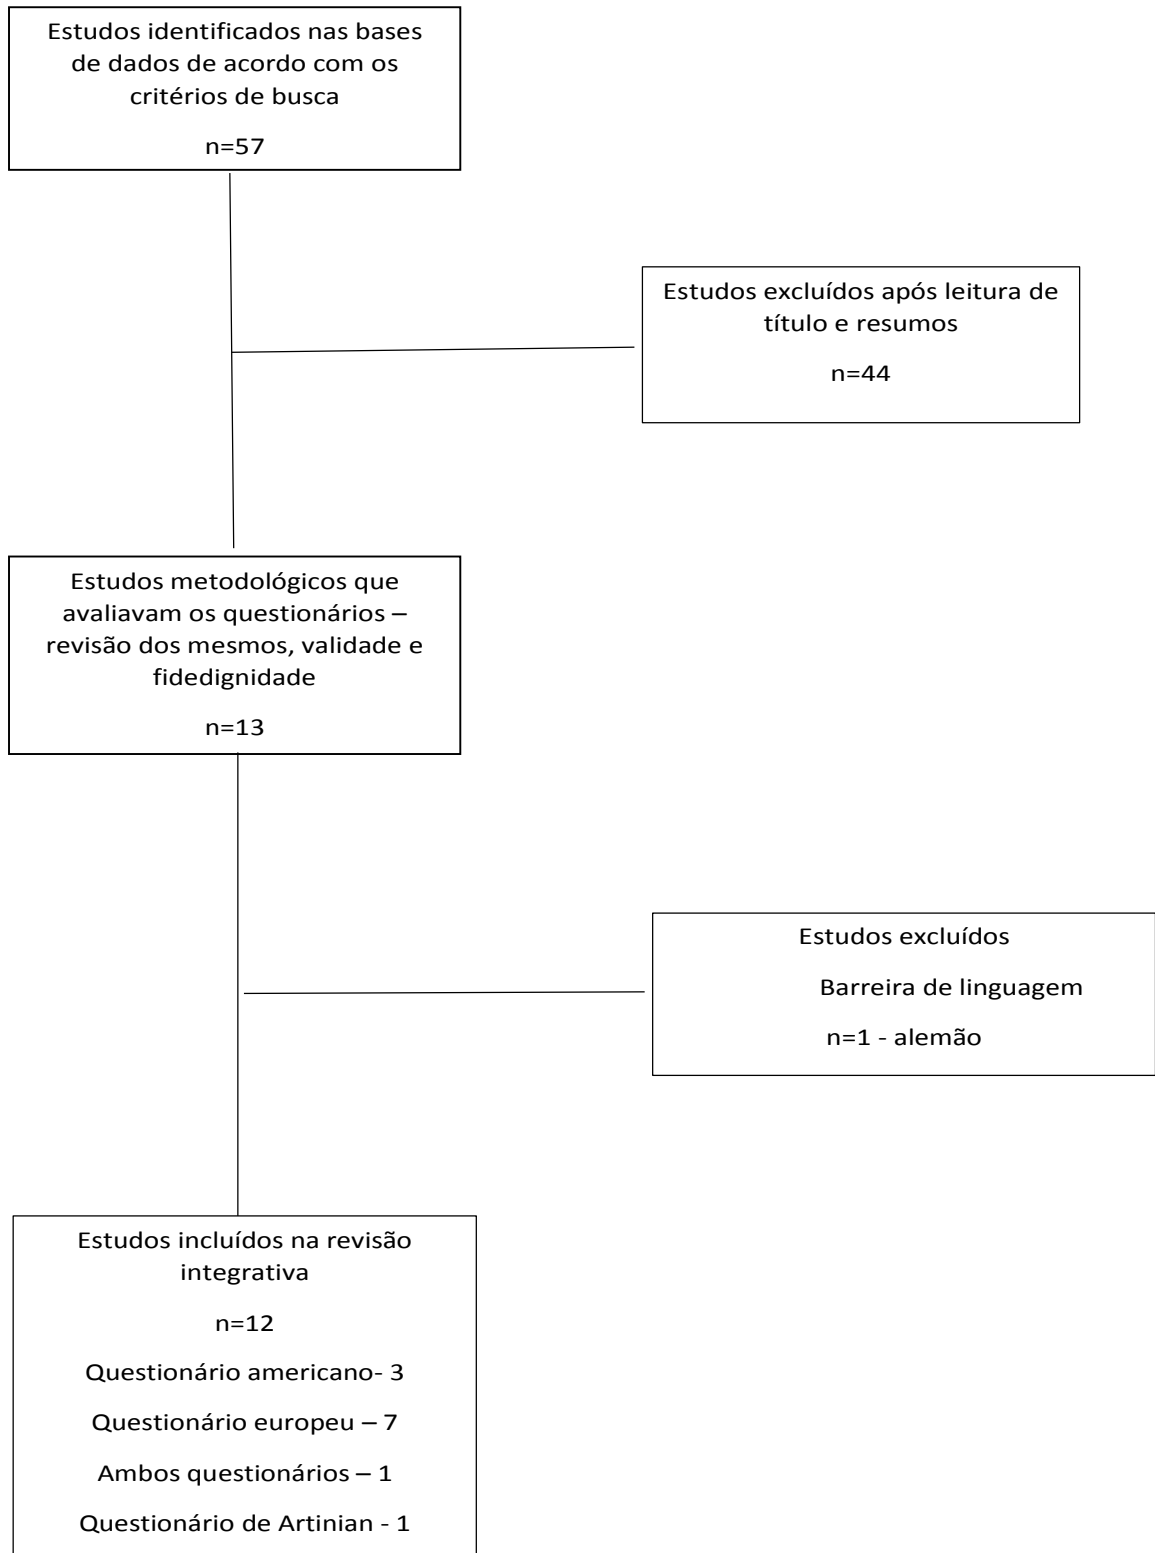 Estudos identificados nas bases
de dados de acordo com os
critérios de busca
n=57
Estudos excluídos após leitura de
título e resumos
n=44
Estudos metodológicos que
avaliavam os questionários –
revisão dos mesmos, validade e
fidedignidade
n=13
Estudos excluídos
Barreira de linguagem
n=1 - alemão
Estudos incluídos na revisão
integrativa
n=12
Questionário americano- 3
Questionário europeu – 7
Ambos questionários – 1
Questionário de Artinian - 1